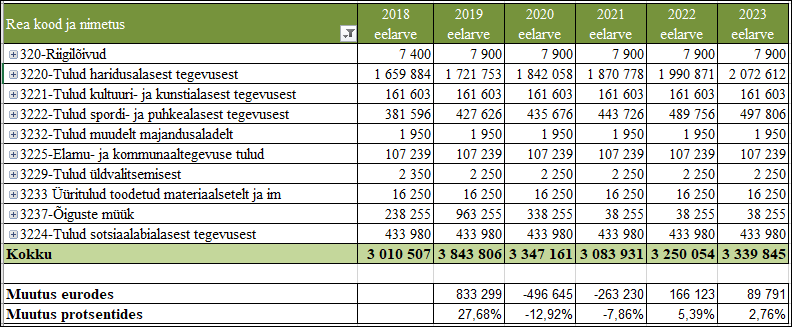 Rea kood ja nimetus 2018 eelarve 2019 eelarve 2020 eelarve 2021 eelarve 2022 eelarve 2023 eelarve
320-Riigilõivud 7 400 7 900 7 900 7 900 7 900 7 900
3220-Tulud haridusalasest tegevusest 1 659 884 1 721 753 1 842 058 1 870 778 1 990 871 2 072 612
3221-Tulud kultuuri- ja kunstialasest tegevusest 161 603 161 603 161 603 161 603 161 603 161 603
3222-Tulud spordi- ja puhkealasest tegevusest 381 596 427 626 435 676 443 726 489 756 497 806
3232-Tulud muudelt majandusaladelt 1 950 1 950 1 950 1 950 1 950 1 950
3225-Elamu- ja kommunaaltegevuse tulud 107 239 107 239 107 239 107 239 107 239 107 239
3229-Tulud üldvalitsemisest 2 350 2 250 2 250 2 250 2 250 2 250
3233 Üüritulud toodetud materiaalsetelt ja im 16 250 16 250 16 250 16 250 16 250 16 250
3237-Õiguste müük 238 255 963 255 338 255 38 255 38 255 38 255
3224-Tulud sotsiaalabialasest tegevusest 433 980 433 980 433 980 433 980 433 980 433 980
Kokku 3 010 507 3 843 806 3 347 161 3 083 931 3 250 054 3 339 845
Muutus eurodes 833 299 -496 645 -263 230 166 123 89 791
Muutus protsentides 27,68% -12,92% -7,86% 5,39% 2,76%